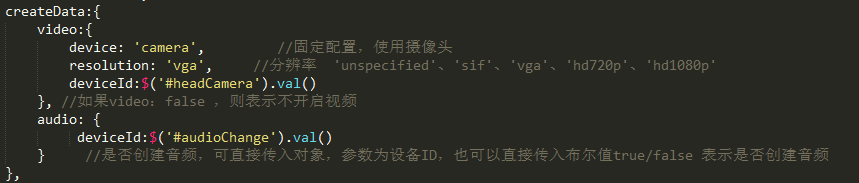 createData:{
video:{
device: 'camera', //固定配置，使用摄像头
resolution: 'vga', //分辨率 'unspecified'、'sif'、'vga'、'hd720p'、'hd1080p'
deviceId:$('#headCamera').val()
}, //如果video：false ，则表示不开启视频
audio: {
deviceId:$('#audioChange').val()
} //是否创建音频，可直接传入对象，参数为设备ID，也可以直接传入布尔值true/false 表示是否创建音频
},